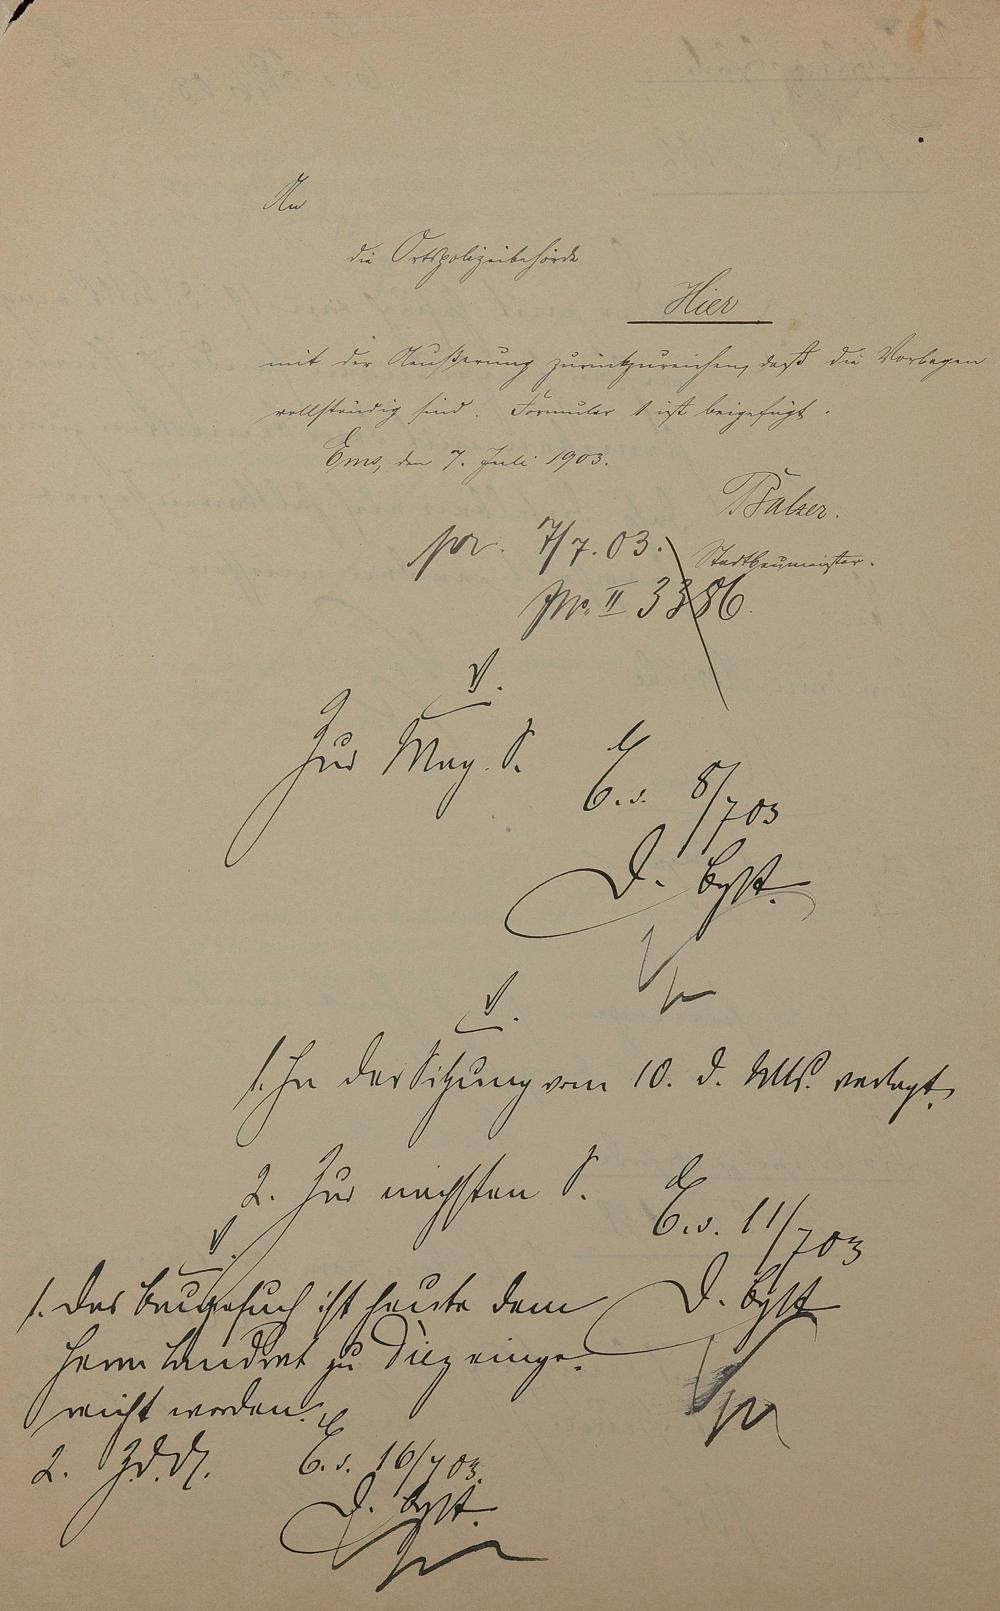 An
die Ortspolizeibehörde
Hier
mit der Äußerung zurückzureichen, daß die Vorlagen
vollständig sind. Formular 1 ist beigefügt.
Ems, den 7. Juli 1903.
Balzer.
Stadtbaumeister.
pr. 7/7. 03.
No. II 3386.
V.
Zur Mag. S.
E. d. 8/7 03
D. Bgst.
V.
1. In der Sitzung vom 10. d. Mts. vertagt.
2. Zur nächsten S.
E. d. 11/7 03
D. Bgst
V.
1. Das Baugesuch ist heute dem
Herrn Landrat zu Diez einge-
reicht worden.
2. Z. d. A.
E. d. 16/7 03.
D. Bgst.